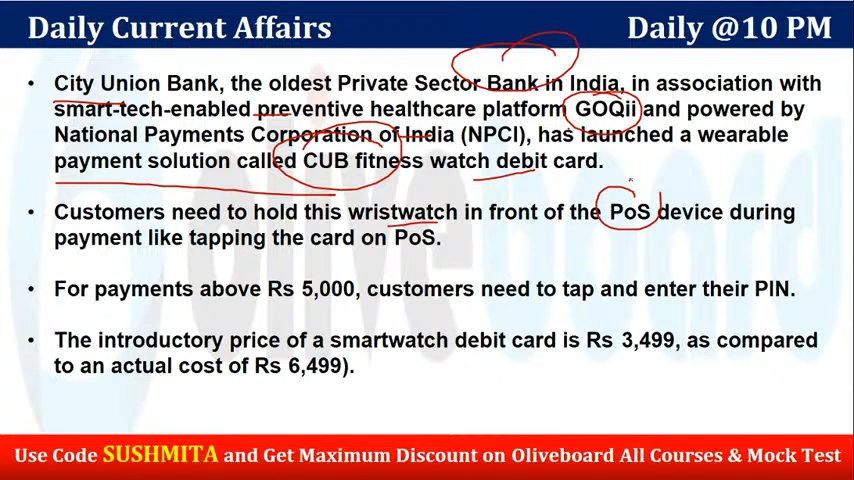 Daily Current Affairs
Daily @10 PM
• City Union Bank, the oldest Private Sector Bank in India, in association with
smart-tech-enabled preventive healthcare platform GOQii and powered by
National Payments Corporation of India (NPCI), has launched a wearable
payment solution called CUB fitness watch debit card.
• Customers need to hold this wristwatch in front of the PoS device during
payment like tapping the card on PoS.
• For payments above Rs 5,000, customers need to tap and enter their PIN.
• The introductory price of a smartwatch debit card is Rs 3,499, as compared
to an actual cost of Rs 6,499).
oliveboard
Use Code SUSHMITA and Get Maximum Discount on Oliveboard All Courses & Mock Test